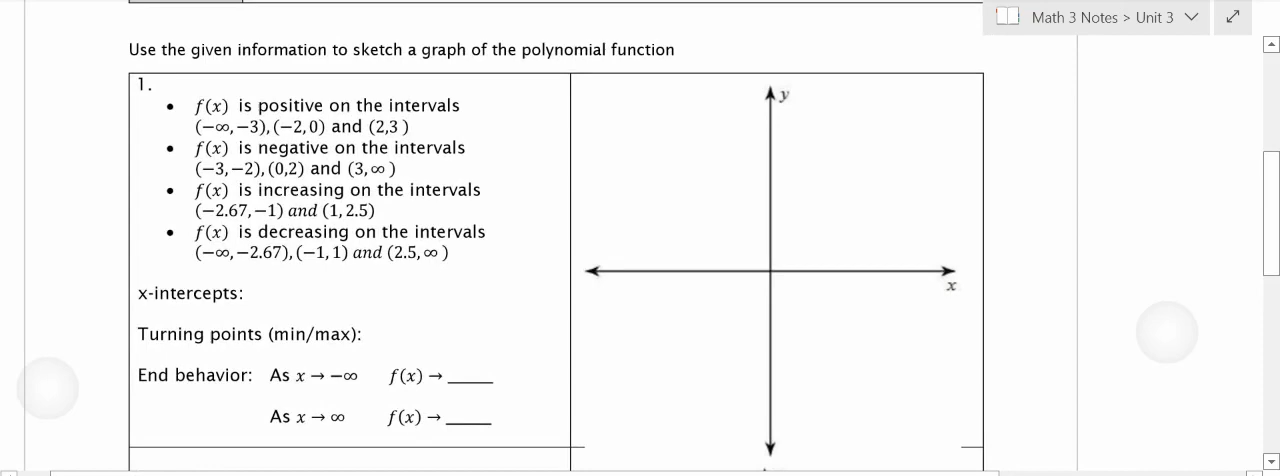 Math 3 Notes > Unit 3
Use the given information to sketch a graph of the polynomial function
1.
• f(x) is positive on the intervals
(−∞,−3),(−2,0) and (2,3 )
• f(x) is negative on the intervals
(−3,−2),(0,2) and (3,∞ )
• f(x) is increasing on the intervals
(−2.67,−1) and (1,2.5)
• f(x) is decreasing on the intervals
(−∞,−2.67),(−1,1) and (2.5,∞ )
x-intercepts:
Turning points (min/max):
End behavior: As x → −∞ f(x) → _____
As x → ∞ f(x) → _____
y
x